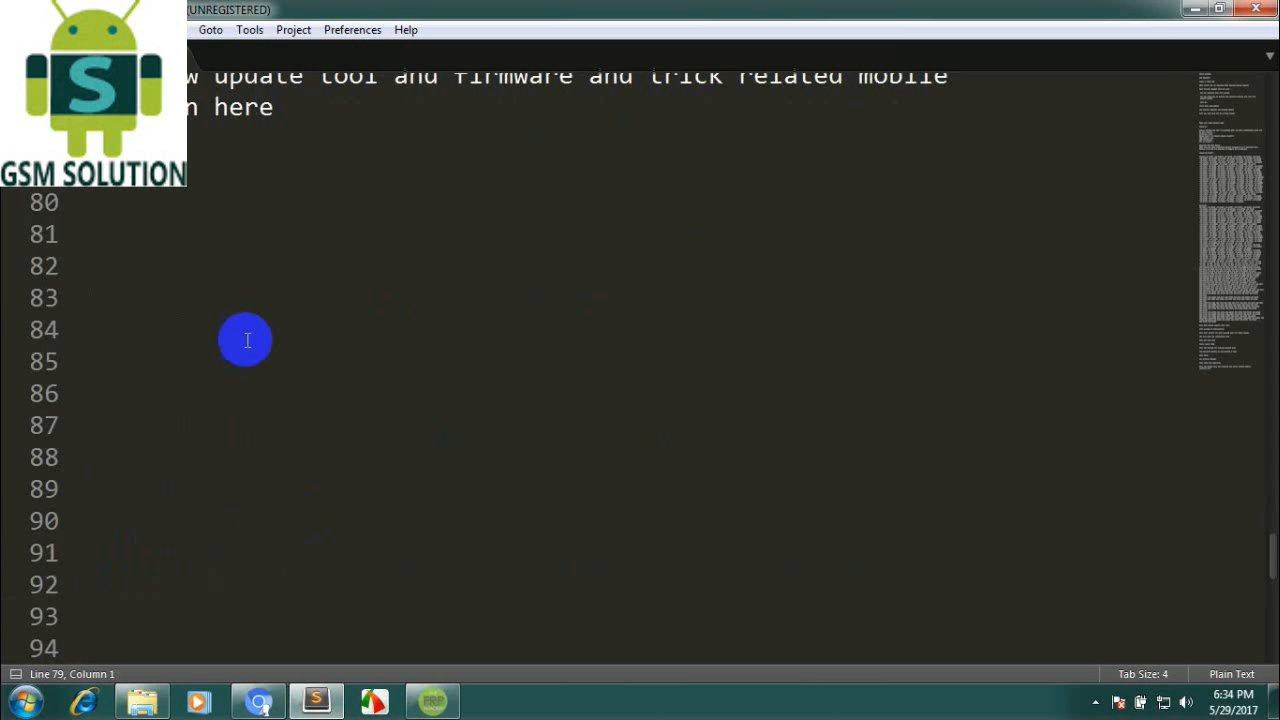 (UNREGISTERED)
Goto Tools Project Preferences Help
w update tool and firmware and trick related mobile
n here
S
GSM SOLUTION
80
81
82
83
84
85
86
87
88
89
90
91
92
93
94
Line 79, Column 1
Tab Size: 4
Plain Text
S
FRP
6:34 PM
5/29/2017